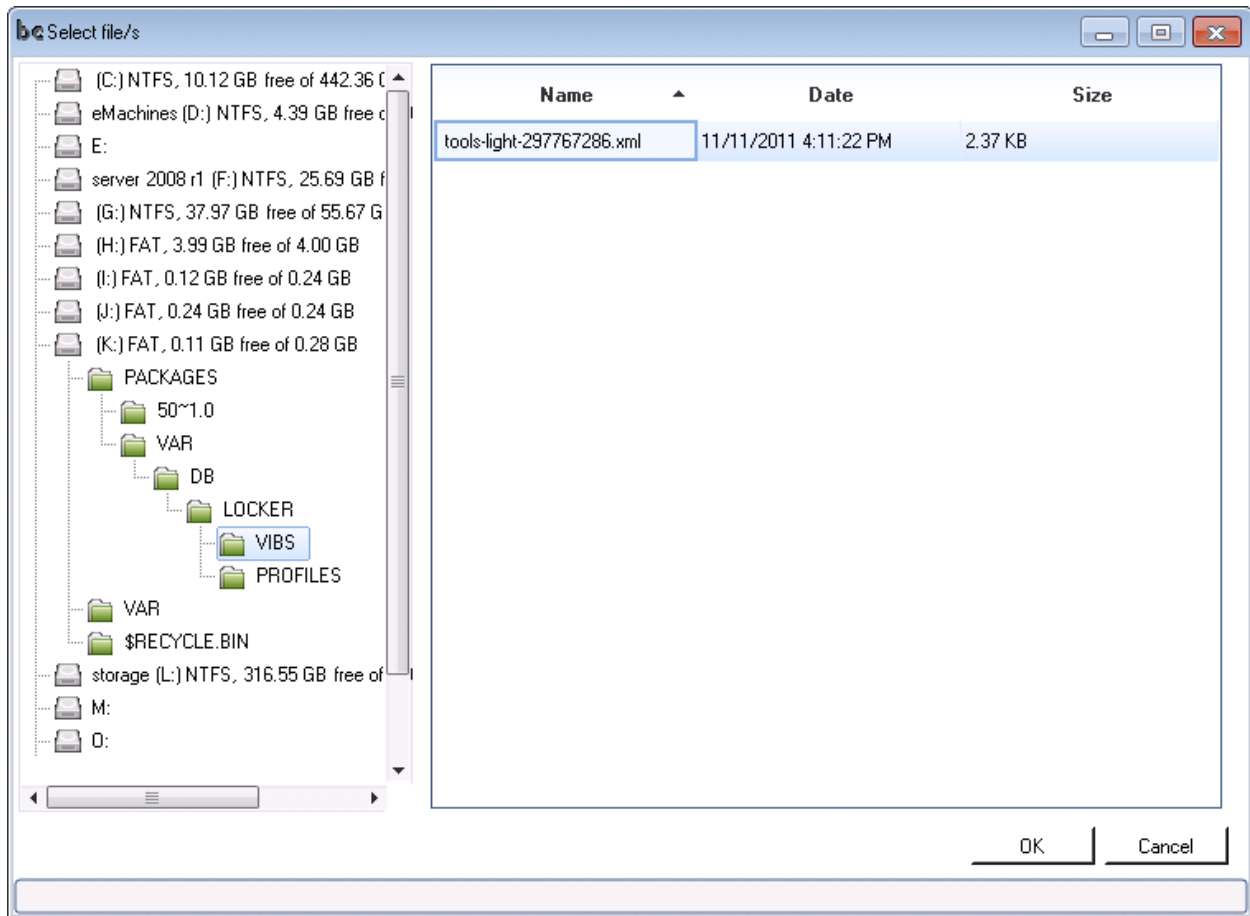 bc Select file/s
(C:) NTFS, 10.12 GB free of 442.36 G
eMachines (D:) NTFS, 4.39 GB free o
E:
server 2008 r1 (F:) NTFS, 25.69 GB f
(G:) NTFS, 37.97 GB free of 55.67 G
(H:) FAT, 3.99 GB free of 4.00 GB
(I:) FAT, 0.12 GB free of 0.24 GB
(J:) FAT, 0.24 GB free of 0.24 GB
(K:) FAT, 0.11 GB free of 0.28 GB
PACKAGES
50~1.0
VAR
DB
LOCKER
VIBS
PROFILES
VAR
$RECYCLE.BIN
storage (L:) NTFS, 316.55 GB free of
M:
O:
Name Date Size
tools-light-297767286.xml 11/11/2011 4:11:22 PM 2.37 KB
OK Cancel